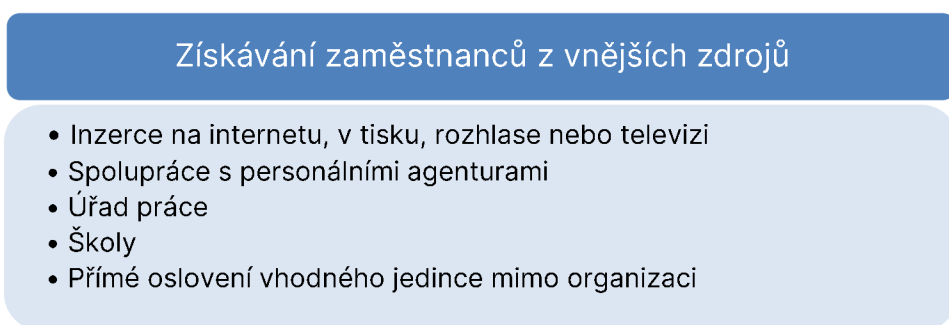 Získávání zaměstnanců z vnějších zdrojů
• Inzerce na internetu, v tisku, rozhlase nebo televizi
• Spolupráce s personálními agenturami
• Úřad práce
• Školy
• Přímé oslovení vhodného jedince mimo organizaci